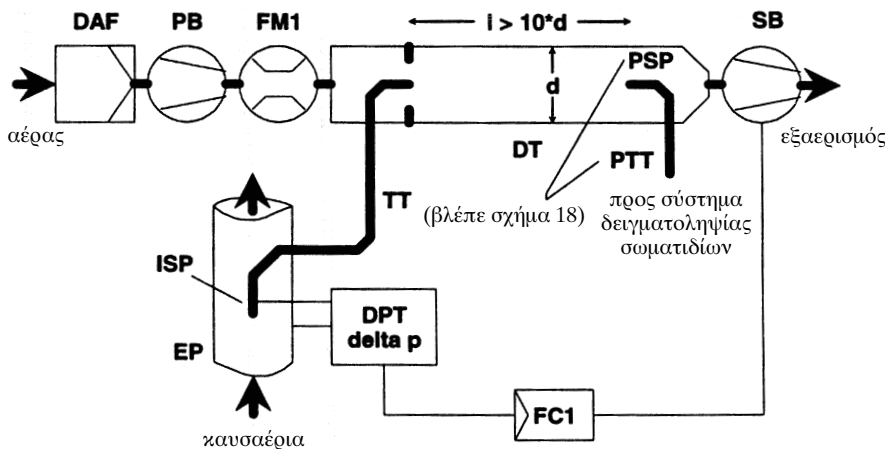 DAF PB FM1 l > 10*d SB
αέρας
d
PSP
εξαερισμός
DT
PTT
TT
(βλέπε σχήμα 18)
προς σύστημα
δειγματοληψίας
σωματιδίων
ISP
EP
DPT
delta p
FC1
καυσαέρια